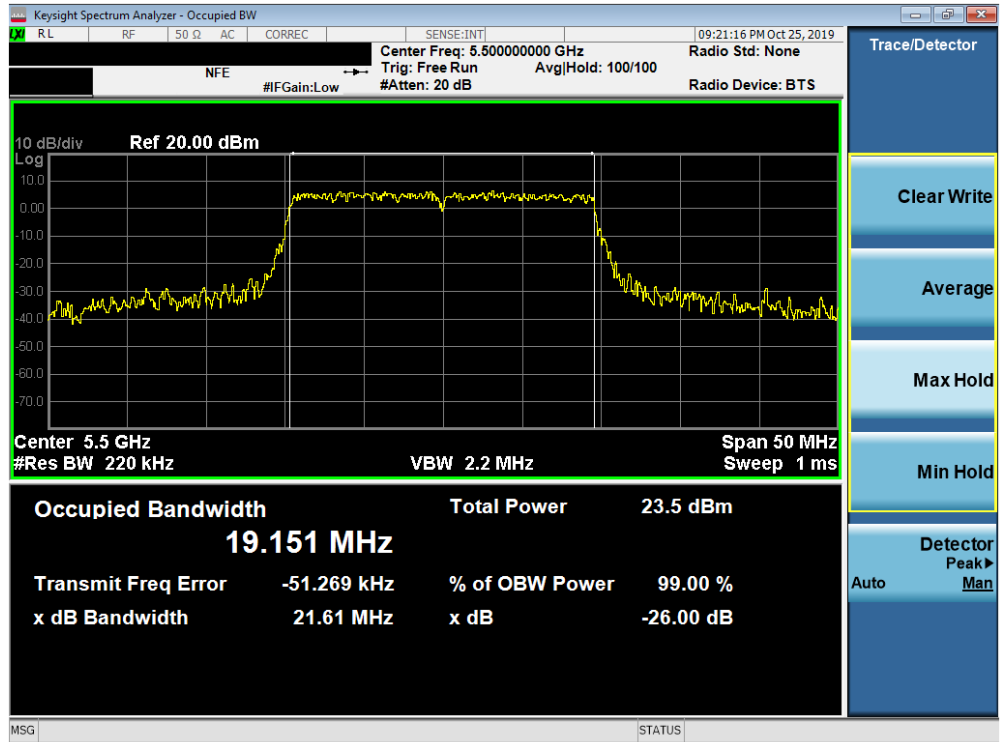 Keysight Spectrum Analyzer - Occupied BW
LXI RL RF 50 Ω AC CORREC SENSE:INT 09:21:16 PM Oct 25, 2019
Center Freq: 5.500000000 GHz Radio Std: None
NFE Trig: Free Run Avg|Hold: 100/100
#IFGain:Low #Atten: 20 dB Radio Device: BTS
10 dB/div Ref 20.00 dBm
Log
10.0
0.00
-10.0
-20.0
-30.0
-40.0
-50.0
-60.0
-70.0
Center 5.5 GHz Span 50 MHz
#Res BW 220 kHz VBW 2.2 MHz Sweep 1 ms
Occupied Bandwidth Total Power 23.5 dBm
19.151 MHz
Transmit Freq Error -51.269 kHz % of OBW Power 99.00 %
x dB Bandwidth 21.61 MHz x dB -26.00 dB
MSG STATUS
Trace/Detector
Clear Write
Average
Max Hold
Min Hold
Detector
Peak▶
Auto Man